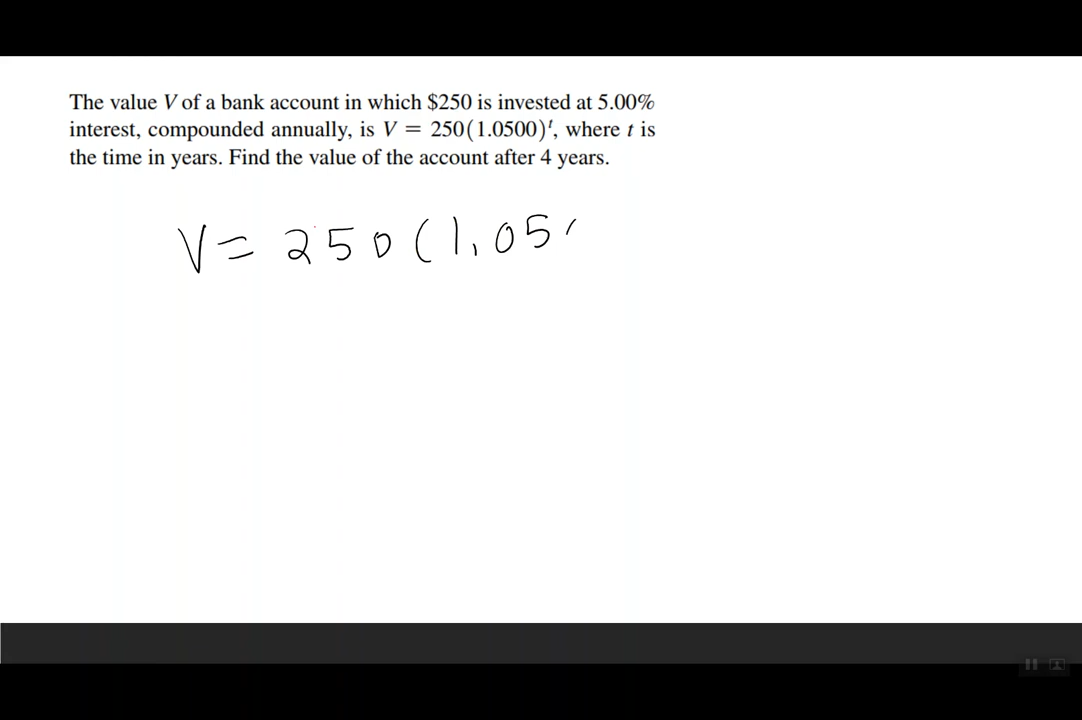 The value V of a bank account in which $250 is invested at 5.00%
interest, compounded annually, is V = 250(1.0500)ᵗ, where t is
the time in years. Find the value of the account after 4 years.
V = 250(1.05